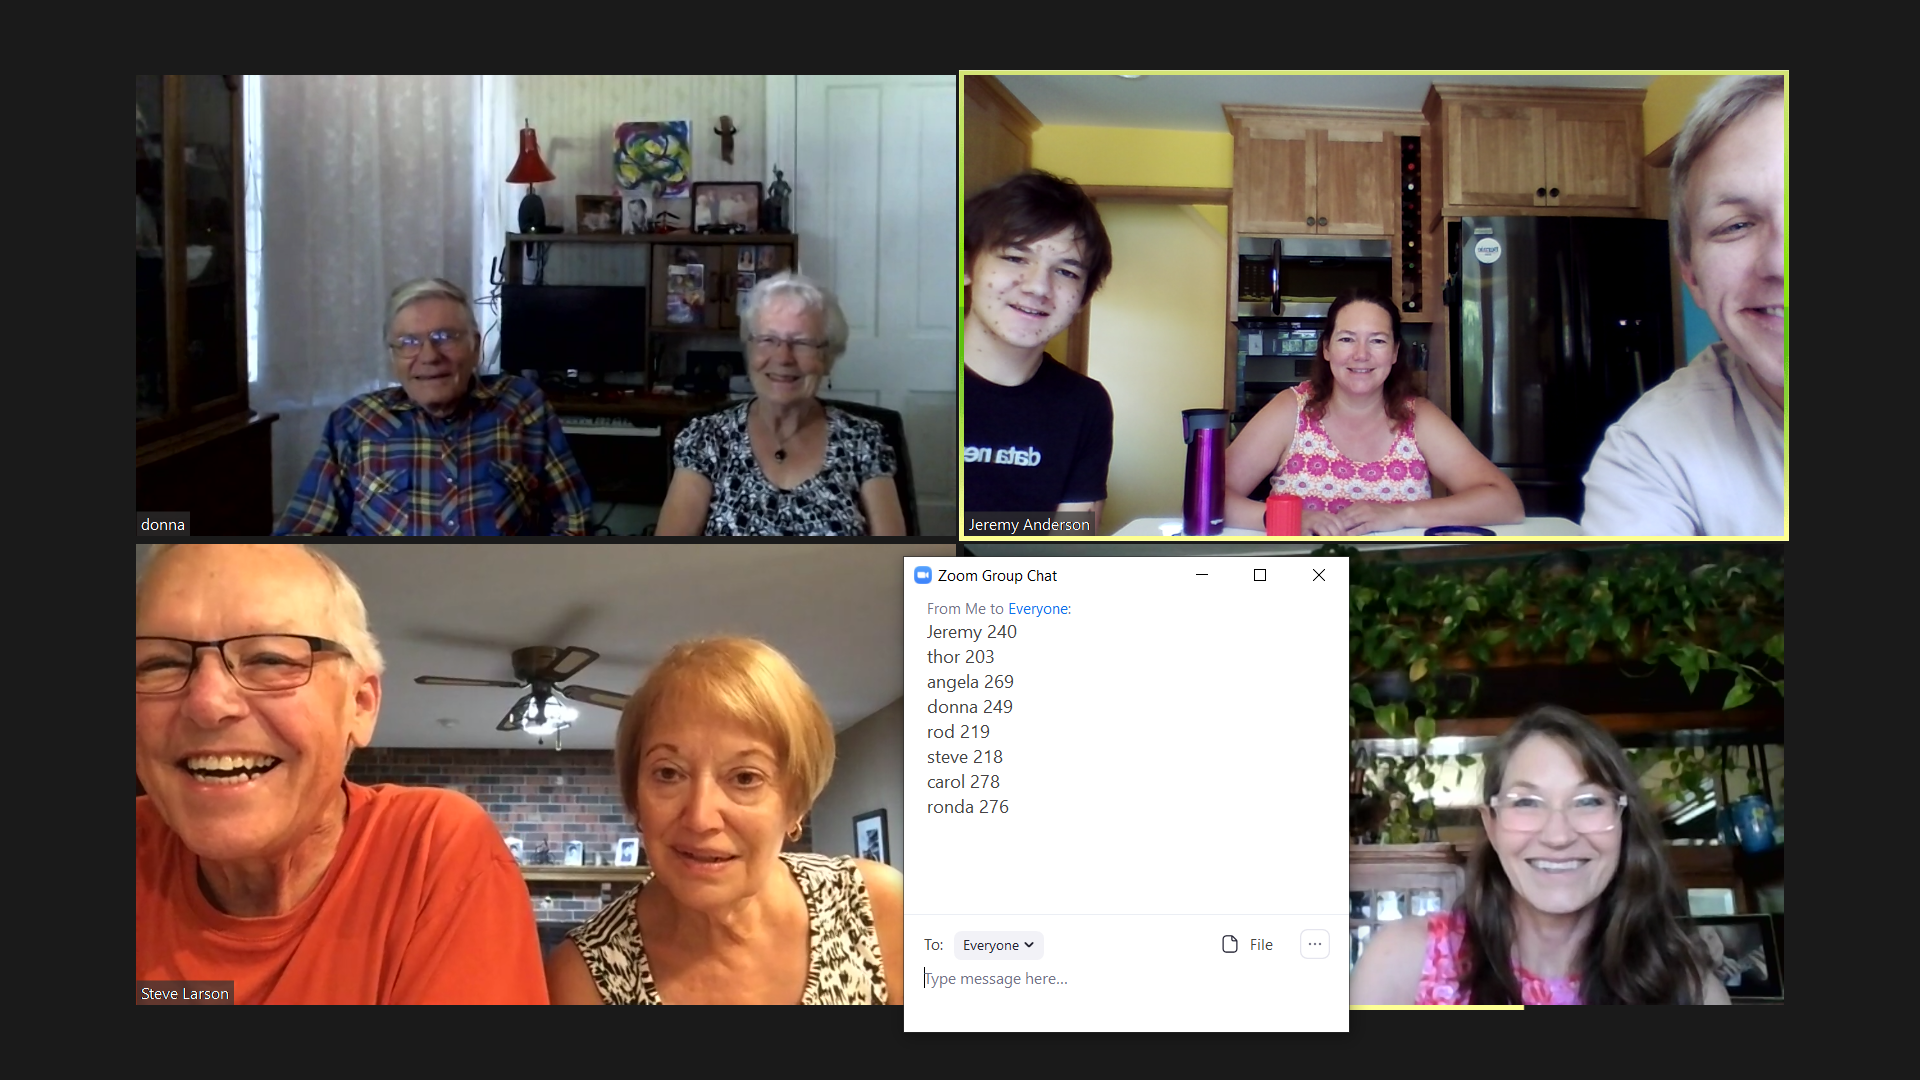 donna
data ne
Jeremy Anderson
Steve Larson
Zoom Group Chat
From Me to Everyone:
Jeremy 240
thor 203
angela 269
donna 249
rod 219
steve 218
carol 278
ronda 276
To: Everyone
File
Type message here...